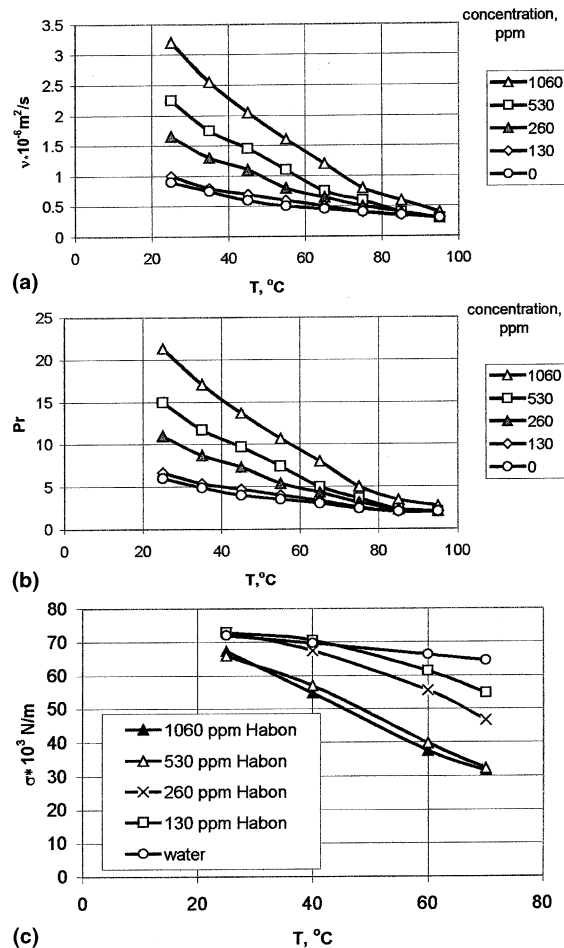 concentration,
ppm
3.5
3
2.5
2
1.5
1
0.5
0
ν*10⁻⁶m²/s
0
20
40
60
80
100
T, °C
1060
530
260
130
0
(a)
concentration,
ppm
25
20
15
10
5
0
Pr
0
20
40
60
80
100
T,°C
1060
530
260
130
0
(b)
80
70
60
50
40
30
20
10
0
σ* 10³ N/m
1060 ppm Habon
530 ppm Habon
260 ppm Habon
130 ppm Habon
water
0
20
40
60
80
T, °C
(c)